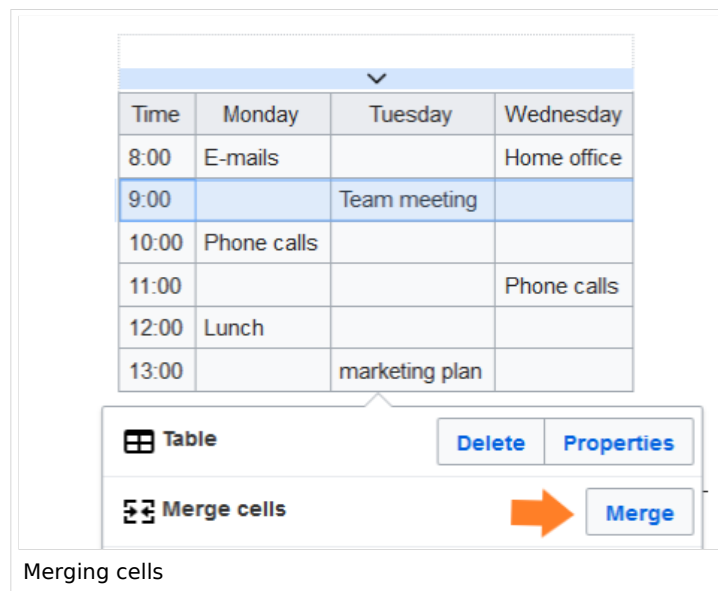 Time Monday Tuesday Wednesday
8:00 E-mails Home office
9:00 Team meeting
10:00 Phone calls
11:00 Phone calls
12:00 Lunch
13:00 marketing plan
Table Delete Properties
Merge cells Merge
Merging cells